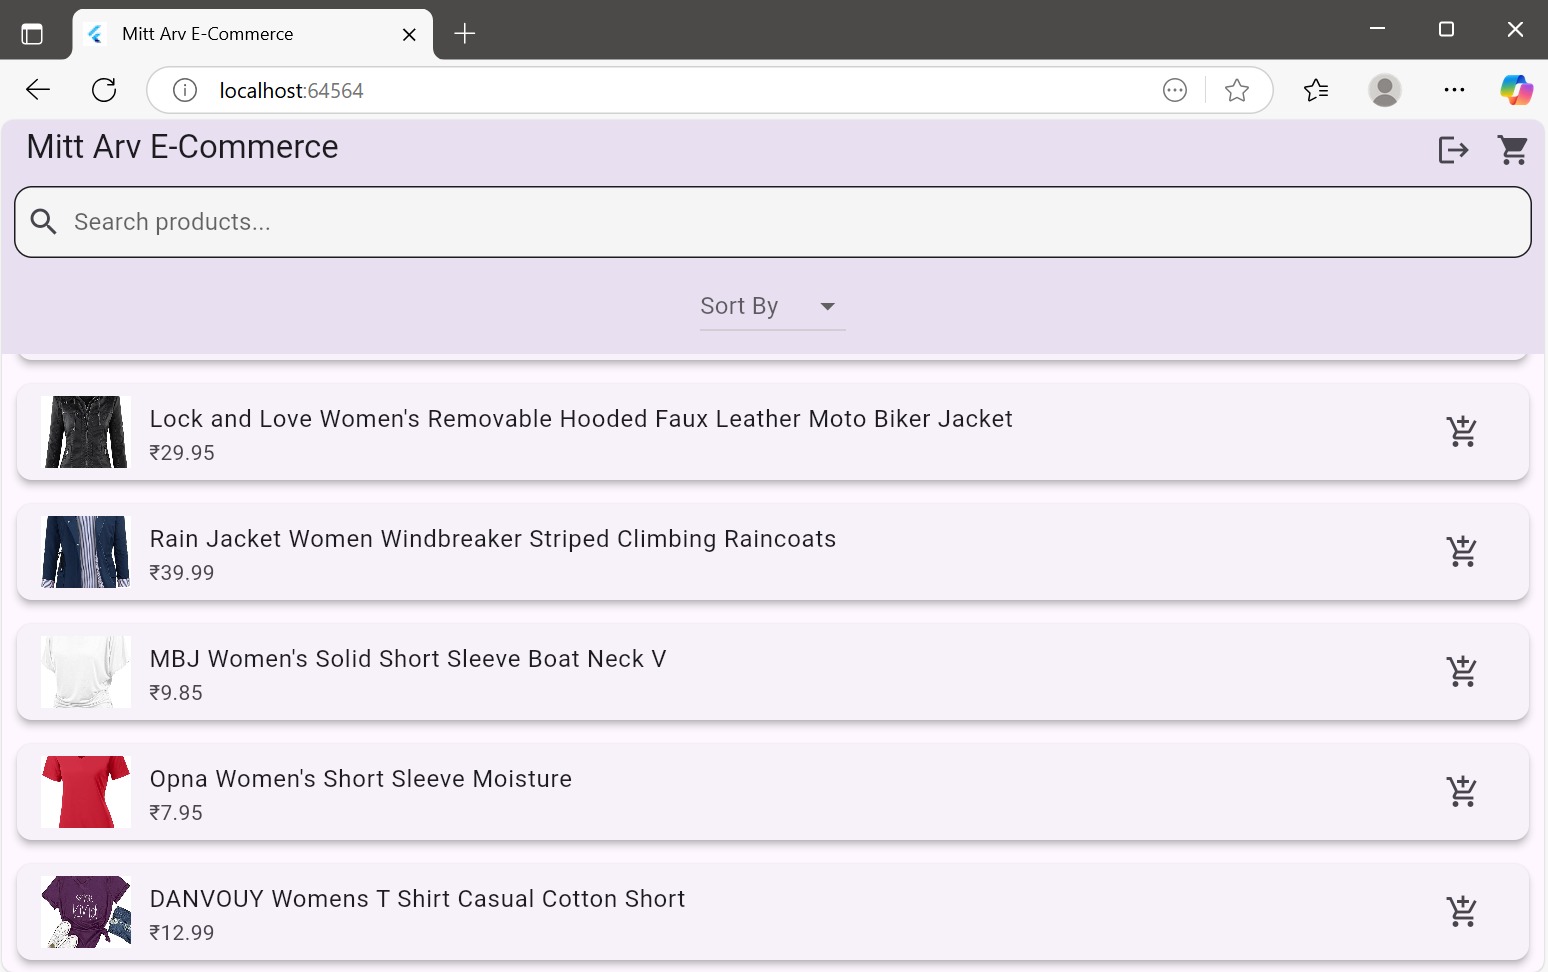 Mitt Arv E-Commerce
localhost:64564
Mitt Arv E-Commerce
Search products...
Sort By
Lock and Love Women's Removable Hooded Faux Leather Moto Biker Jacket
₹29.95
Rain Jacket Women Windbreaker Striped Climbing Raincoats
₹39.99
MBJ Women's Solid Short Sleeve Boat Neck V
₹9.85
Opna Women's Short Sleeve Moisture
₹7.95
DANVOUY Womens T Shirt Casual Cotton Short
₹12.99